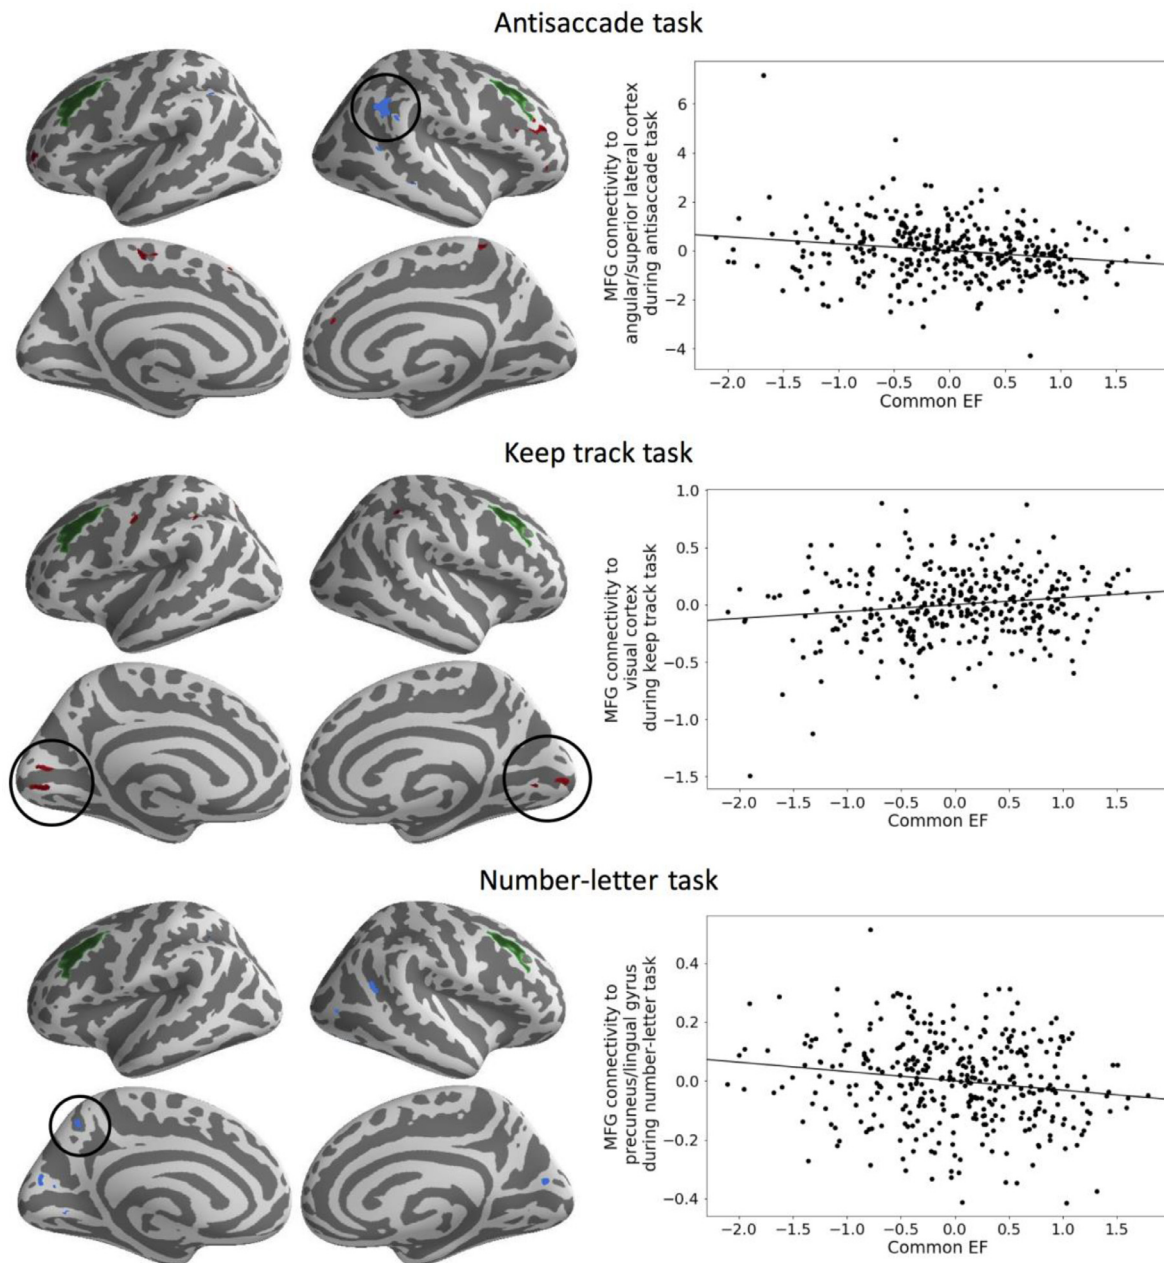 Antisaccade task
MFG connectivity to
angular/superior lateral cortex
during antisaccade task
6
4
2
0
−2
−4
−2.0 −1.5 −1.0 −0.5 0.0 0.5 1.0 1.5
Common EF
Keep track task
MFG connectivity to
visual cortex
during keep track task
1.0
0.5
0.0
−0.5
−1.0
−1.5
−2.0 −1.5 −1.0 −0.5 0.0 0.5 1.0 1.5
Common EF
Number-letter task
MFG connectivity to
precuneus/lingual gyrus
during number-letter task
0.4
0.2
0.0
−0.2
−0.4
−2.0 −1.5 −1.0 −0.5 0.0 0.5 1.0 1.5
Common EF